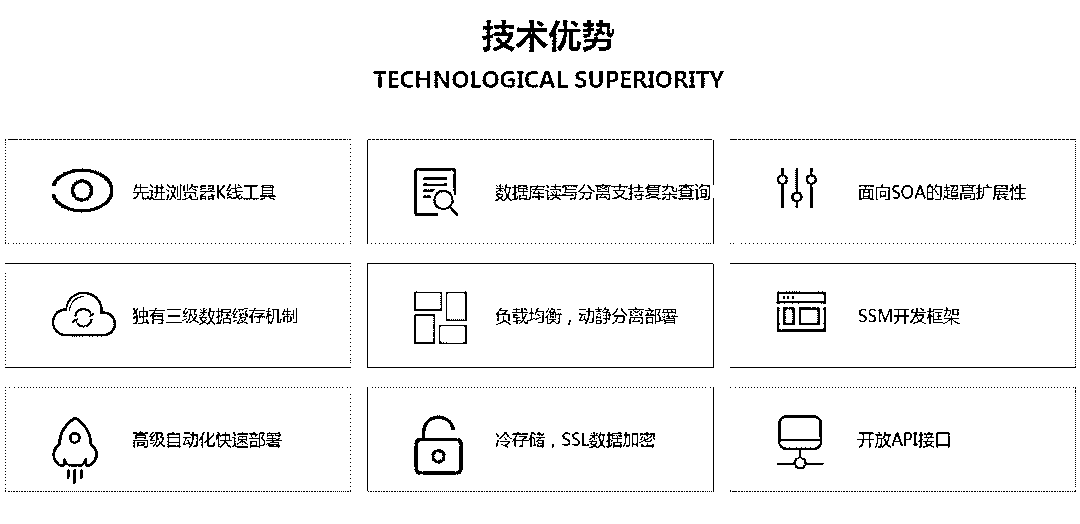 技术优势
TECHNOLOGICAL SUPERIORITY
先进浏览器K线工具
数据库读写分离支持复杂查询
面向SOA的超高扩展性
独有三级数据缓存机制
负载均衡，动静分离部署
SSM开发框架
高级自动化快速部署
冷存储，SSL数据加密
开放API接口